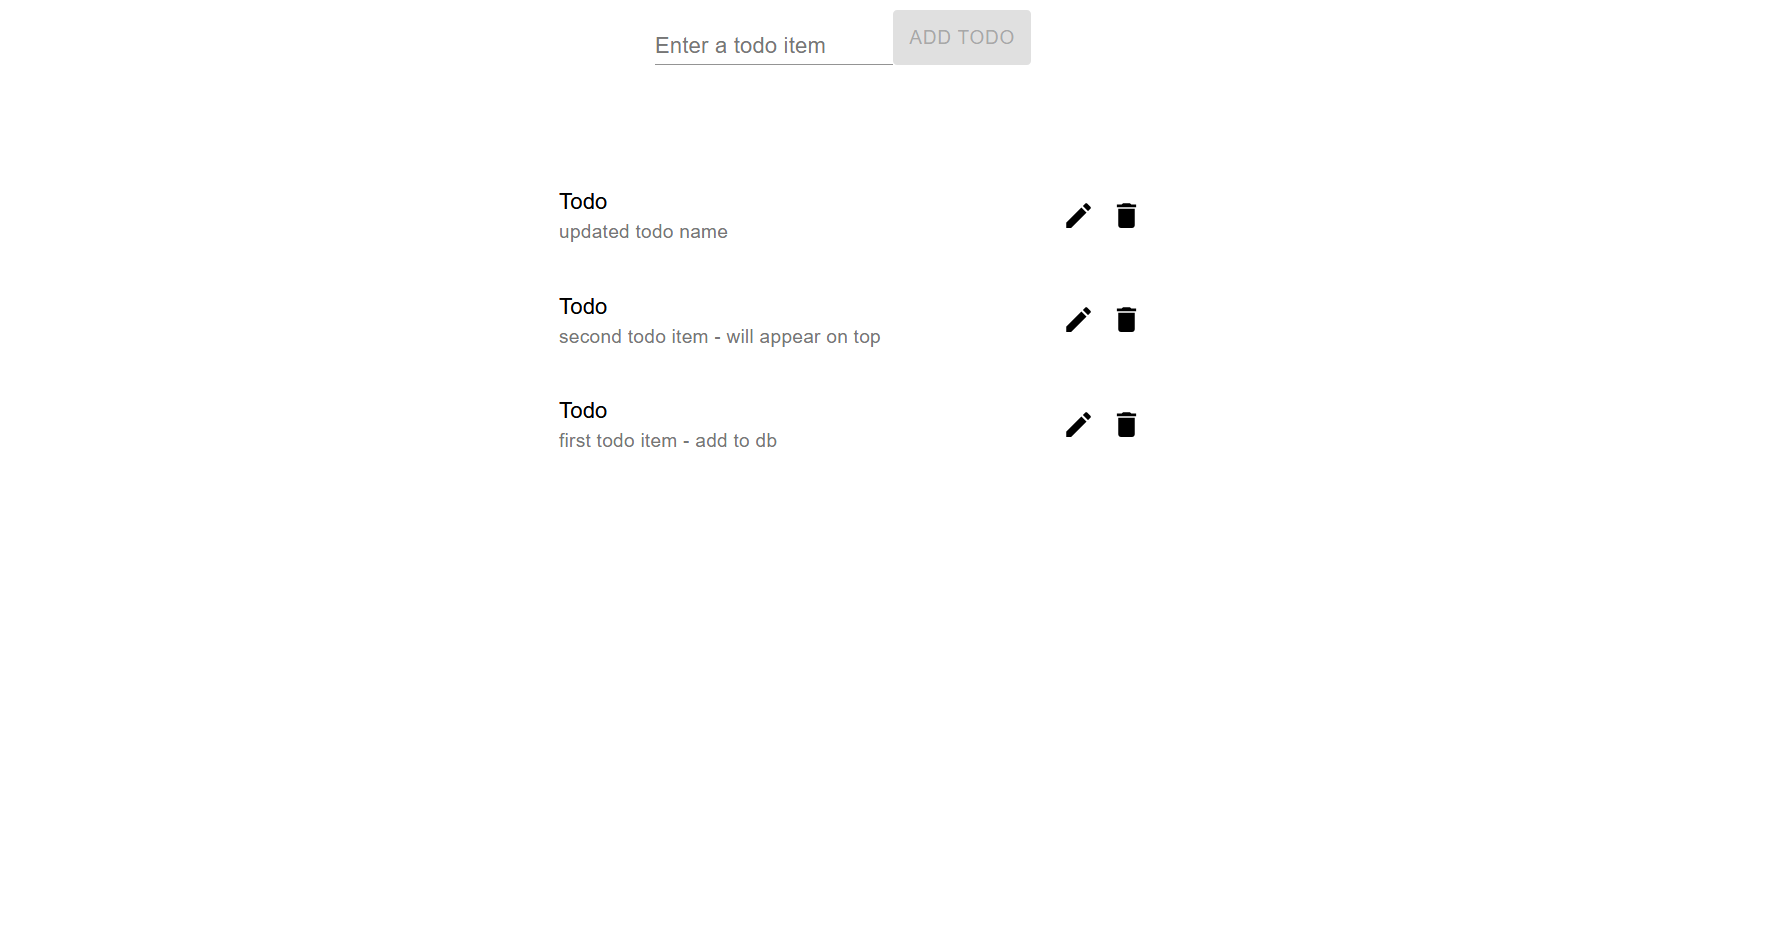 Enter a todo item
ADD TODO
Todo
updated todo name
Todo
second todo item - will appear on top
Todo
first todo item - add to db